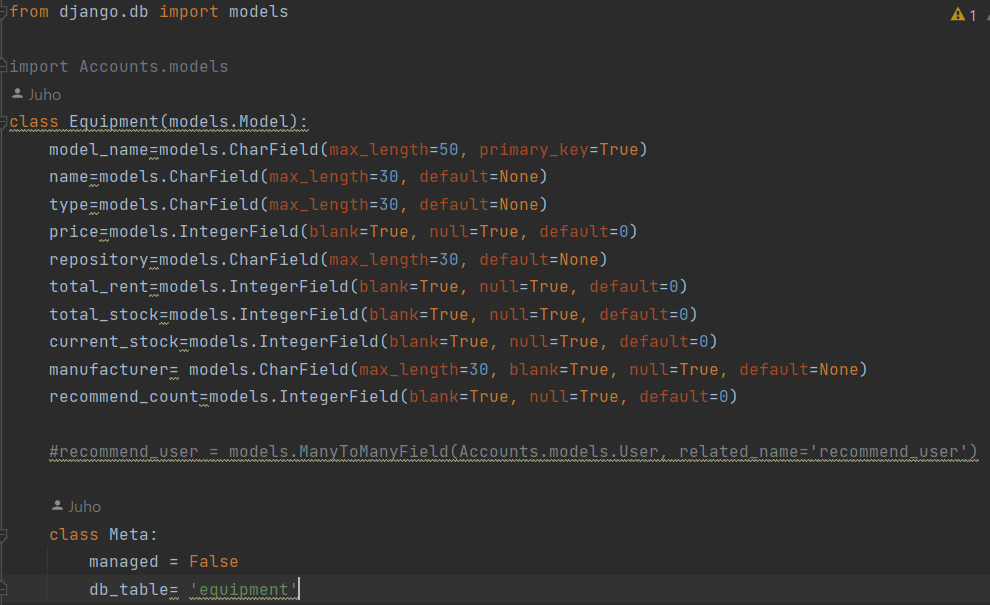 from django.db import models
1
import Accounts.models
Juho
class Equipment(models.Model):
model_name=models.CharField(max_length=50, primary_key=True)
name=models.CharField(max_length=30, default=None)
type=models.CharField(max_length=30, default=None)
price=models.IntegerField(blank=True, null=True, default=0)
repository=models.CharField(max_length=30, default=None)
total_rent=models.IntegerField(blank=True, null=True, default=0)
total_stock=models.IntegerField(blank=True, null=True, default=0)
current_stock=models.IntegerField(blank=True, null=True, default=0)
manufacturer= models.CharField(max_length=30, blank=True, null=True, default=None)
recommend_count=models.IntegerField(blank=True, null=True, default=0)
#recommend_user = models.ManyToManyField(Accounts.models.User, related_name='recommend_user')
Juho
class Meta:
managed = False
db_table= 'equipment'